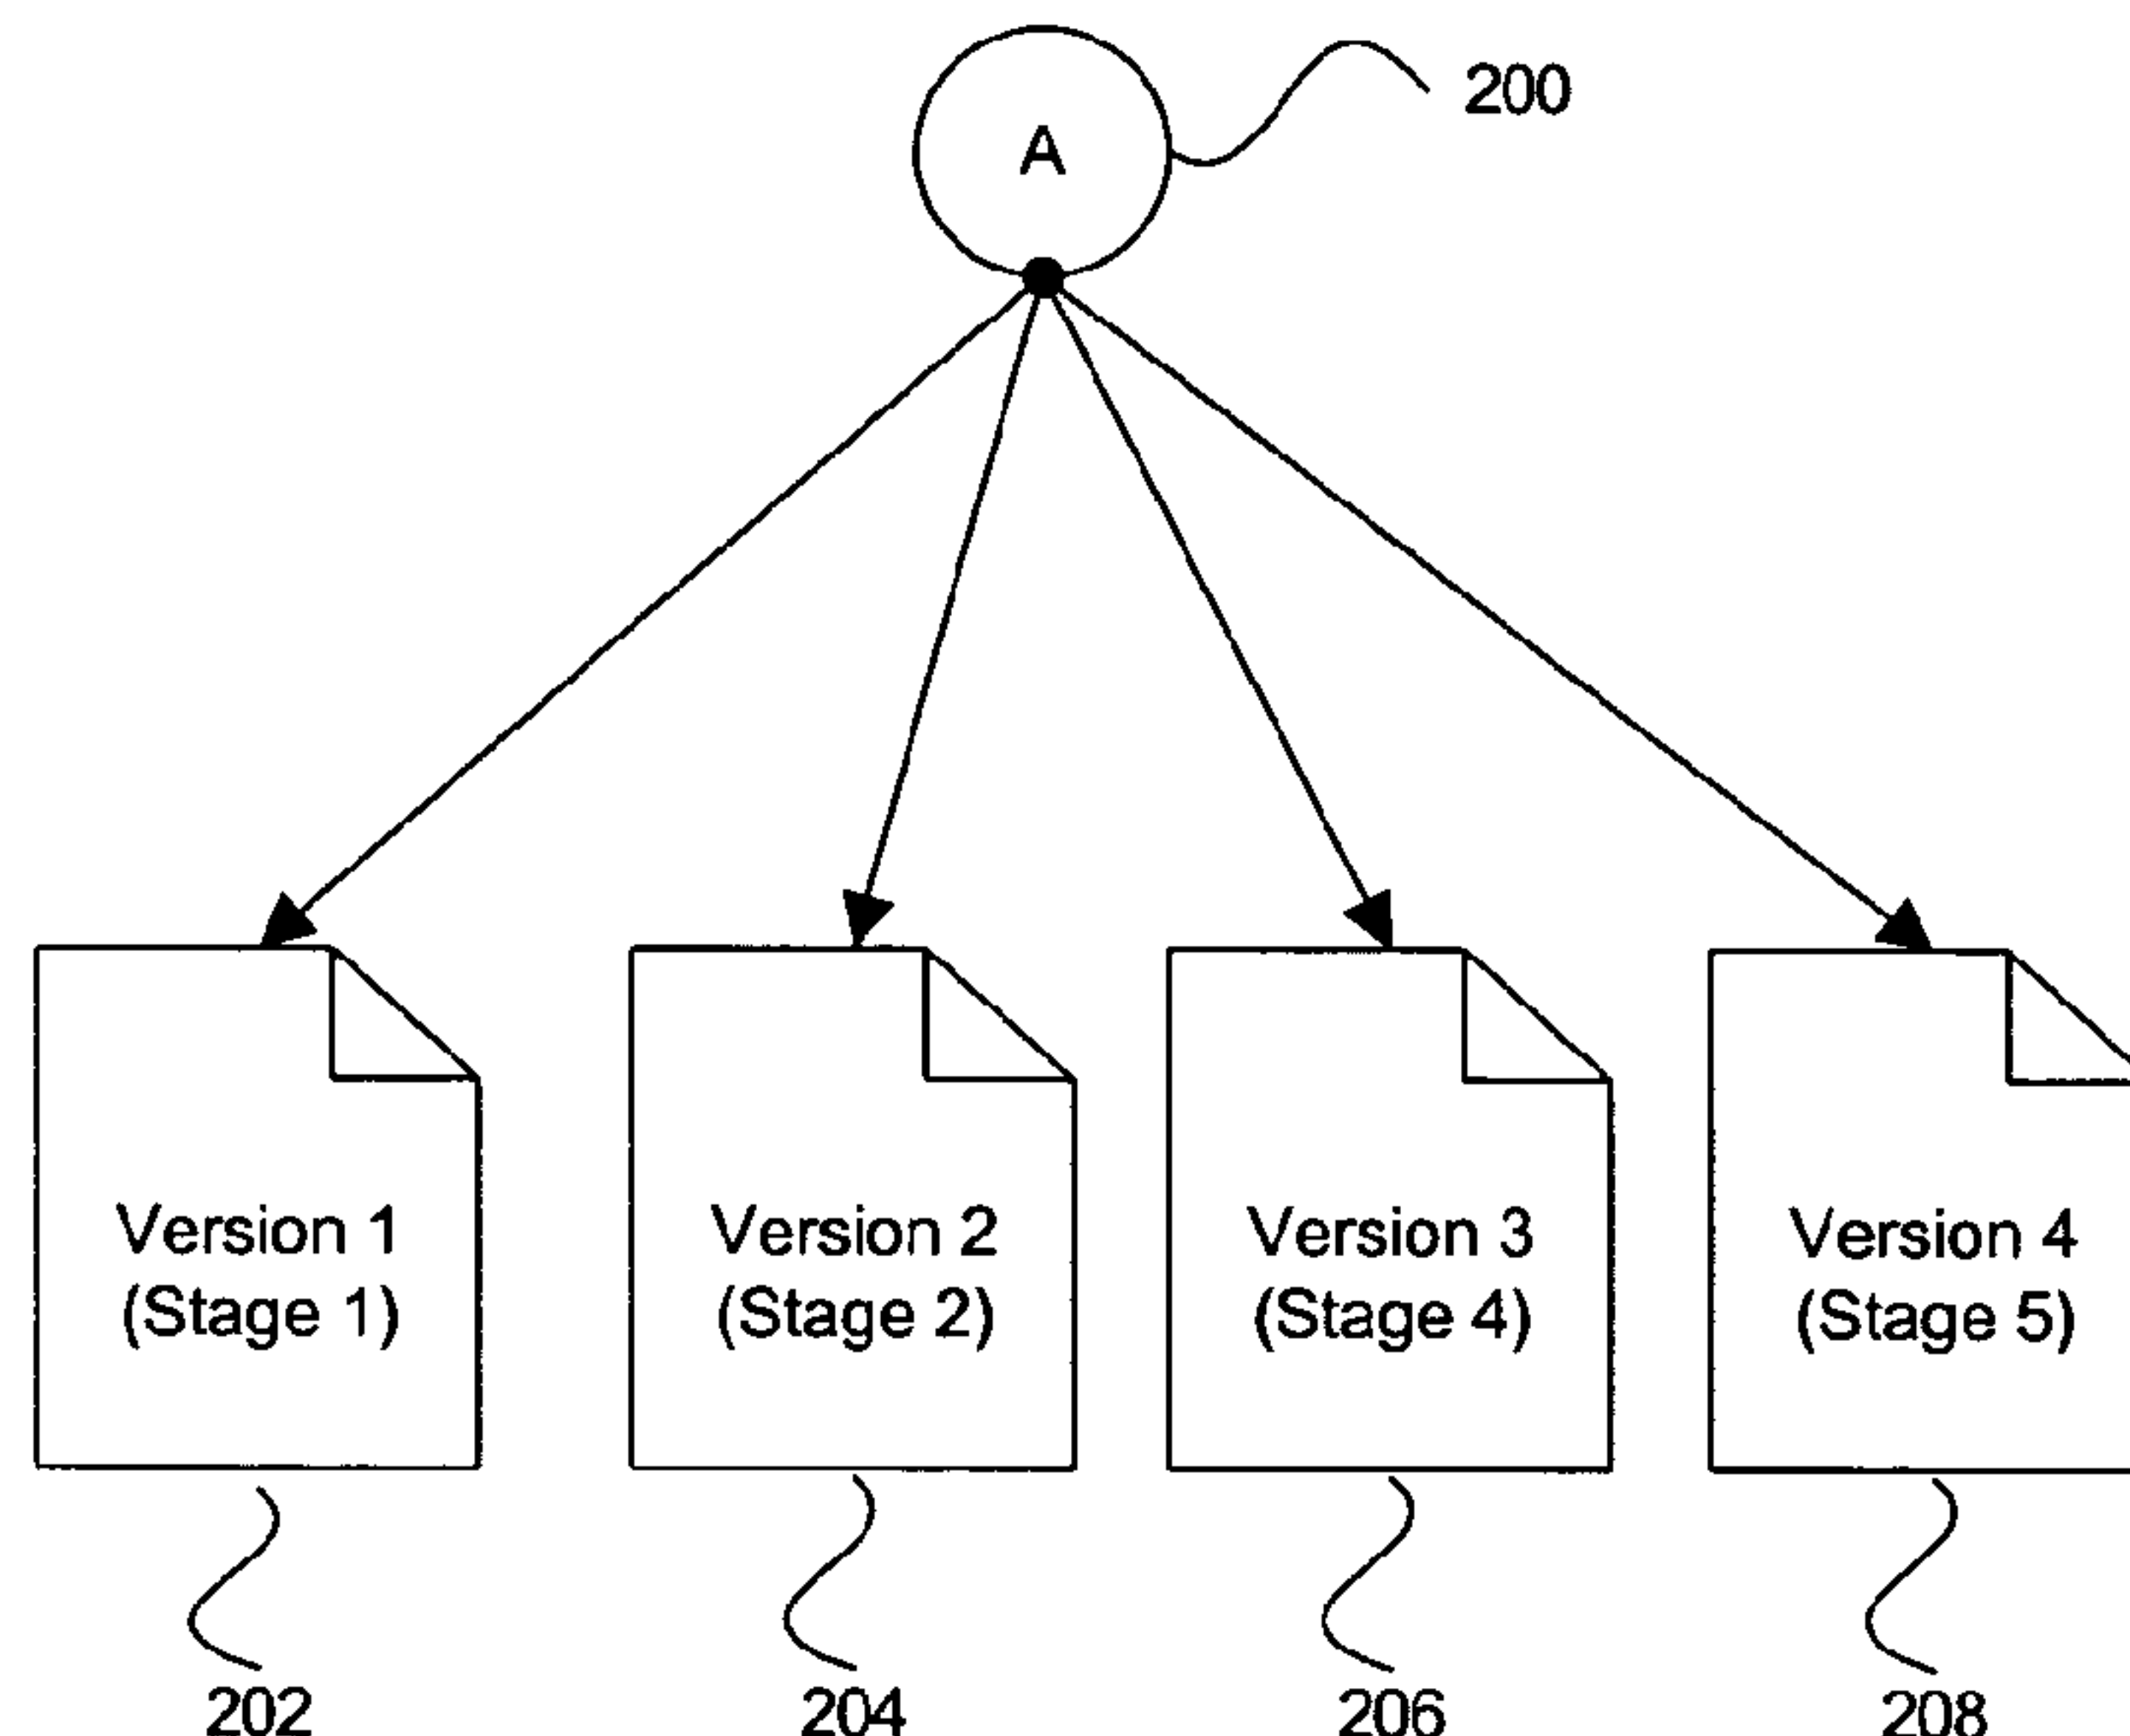 A
200
Version 1
(Stage 1)
Version 2
(Stage 2)
Version 3
(Stage 4)
Version 4
(Stage 5)
202
204
206
208